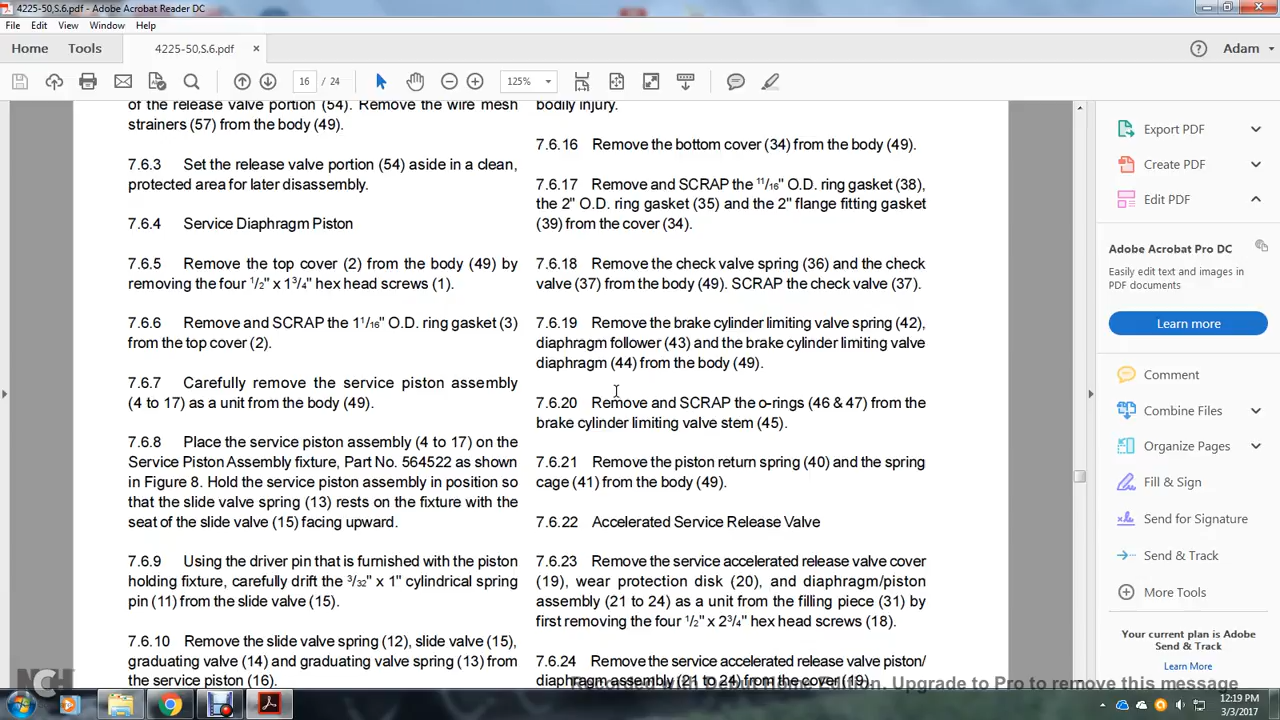 4225-50,S.6.pdf - Adobe Acrobat Reader DC
File Edit View Window Help
Home Tools 4225-50,S.6.pdf × Adam
16 / 24 125%
of the release valve portion (54). Remove the wire mesh
strainers (57) from the body (49).
7.6.3 Set the release valve portion (54) aside in a clean,
protected area for later disassembly.
7.6.4 Service Diaphragm Piston
7.6.5 Remove the top cover (2) from the body (49) by
removing the four 1/2" x 13/4" hex head screws (1).
7.6.6 Remove and SCRAP the 11/16" O.D. ring gasket (3)
from the top cover (2).
7.6.7 Carefully remove the service piston assembly
(4 to 17) as a unit from the body (49).
7.6.8 Place the service piston assembly (4 to 17) on the
Service Piston Assembly fixture, Part No. 564522 as shown
in Figure 8. Hold the service piston assembly in position so
that the slide valve spring (13) rests on the fixture with the
seat of the slide valve (15) facing upward.
7.6.9 Using the driver pin that is furnished with the piston
holding fixture, carefully drift the 3/32" x 1" cylindrical spring
pin (11) from the slide valve (15).
7.6.10 Remove the slide valve spring (12), slide valve (15),
graduating valve (14) and graduating valve spring (13) from
the service piston (16).
bodily injury.
7.6.16 Remove the bottom cover (34) from the body (49).
7.6.17 Remove and SCRAP the 11/16" O.D. ring gasket (38),
the 2" O.D. ring gasket (35) and the 2" flange fitting gasket
(39) from the cover (34).
7.6.18 Remove the check valve spring (36) and the check
valve (37) from the body (49). SCRAP the check valve (37).
7.6.19 Remove the brake cylinder limiting valve spring (42),
diaphragm follower (43) and the brake cylinder limiting valve
diaphragm (44) from the body (49).
7.6.20 Remove and SCRAP the o-rings (46 & 47) from the
brake cylinder limiting valve stem (45).
7.6.21 Remove the piston return spring (40) and the spring
cage (41) from the body (49).
7.6.22 Accelerated Service Release Valve
7.6.23 Remove the service accelerated release valve cover
(19), wear protection disk (20), and diaphragm/piston
assembly (21 to 24) as a unit from the filling piece (31) by
first removing the four 1/2" x 23/4" hex head screws (18).
7.6.24 Remove the service accelerated release valve piston/
diaphragm assembly (21 to 24) from the cover (19).
Export PDF
Create PDF
Edit PDF
Adobe Acrobat Pro DC
Easily edit text and images in
PDF documents
Learn more
Comment
Combine Files
Organize Pages
Fill & Sign
Send for Signature
Send & Track
More Tools
Your current plan is Adobe
Send & Track
Learn More
NCH
Edition. Upgrade to Pro to remove this message
12:19 PM
3/3/2017